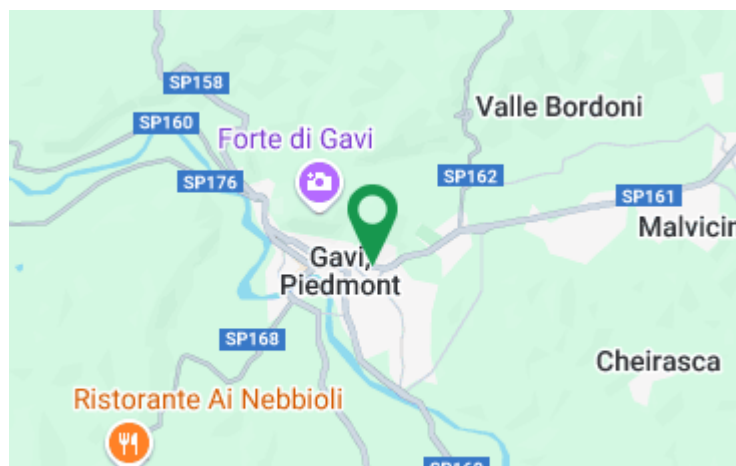 SP158
Valle Bordoni
SP160
Forte di Gavi
SP176
SP162
SP161
Malvicin
Gavi,
Piedmont
SP168
Cheirasca
Ristorante Ai Nebbioli